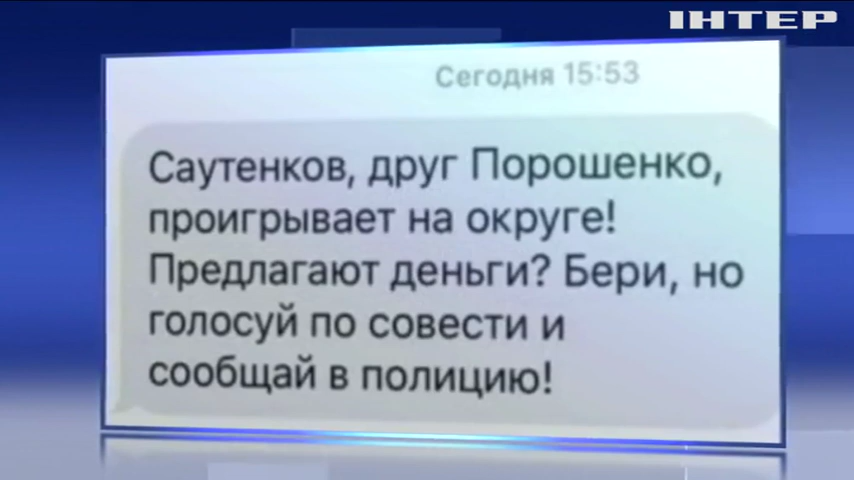 ІНТЕР
Сегодня 15:53
Саутенков, друг Порошенко,
проигрывает на округе!
Предлагают деньги? Бери, но
голосуй по совести и
сообщай в полицию!